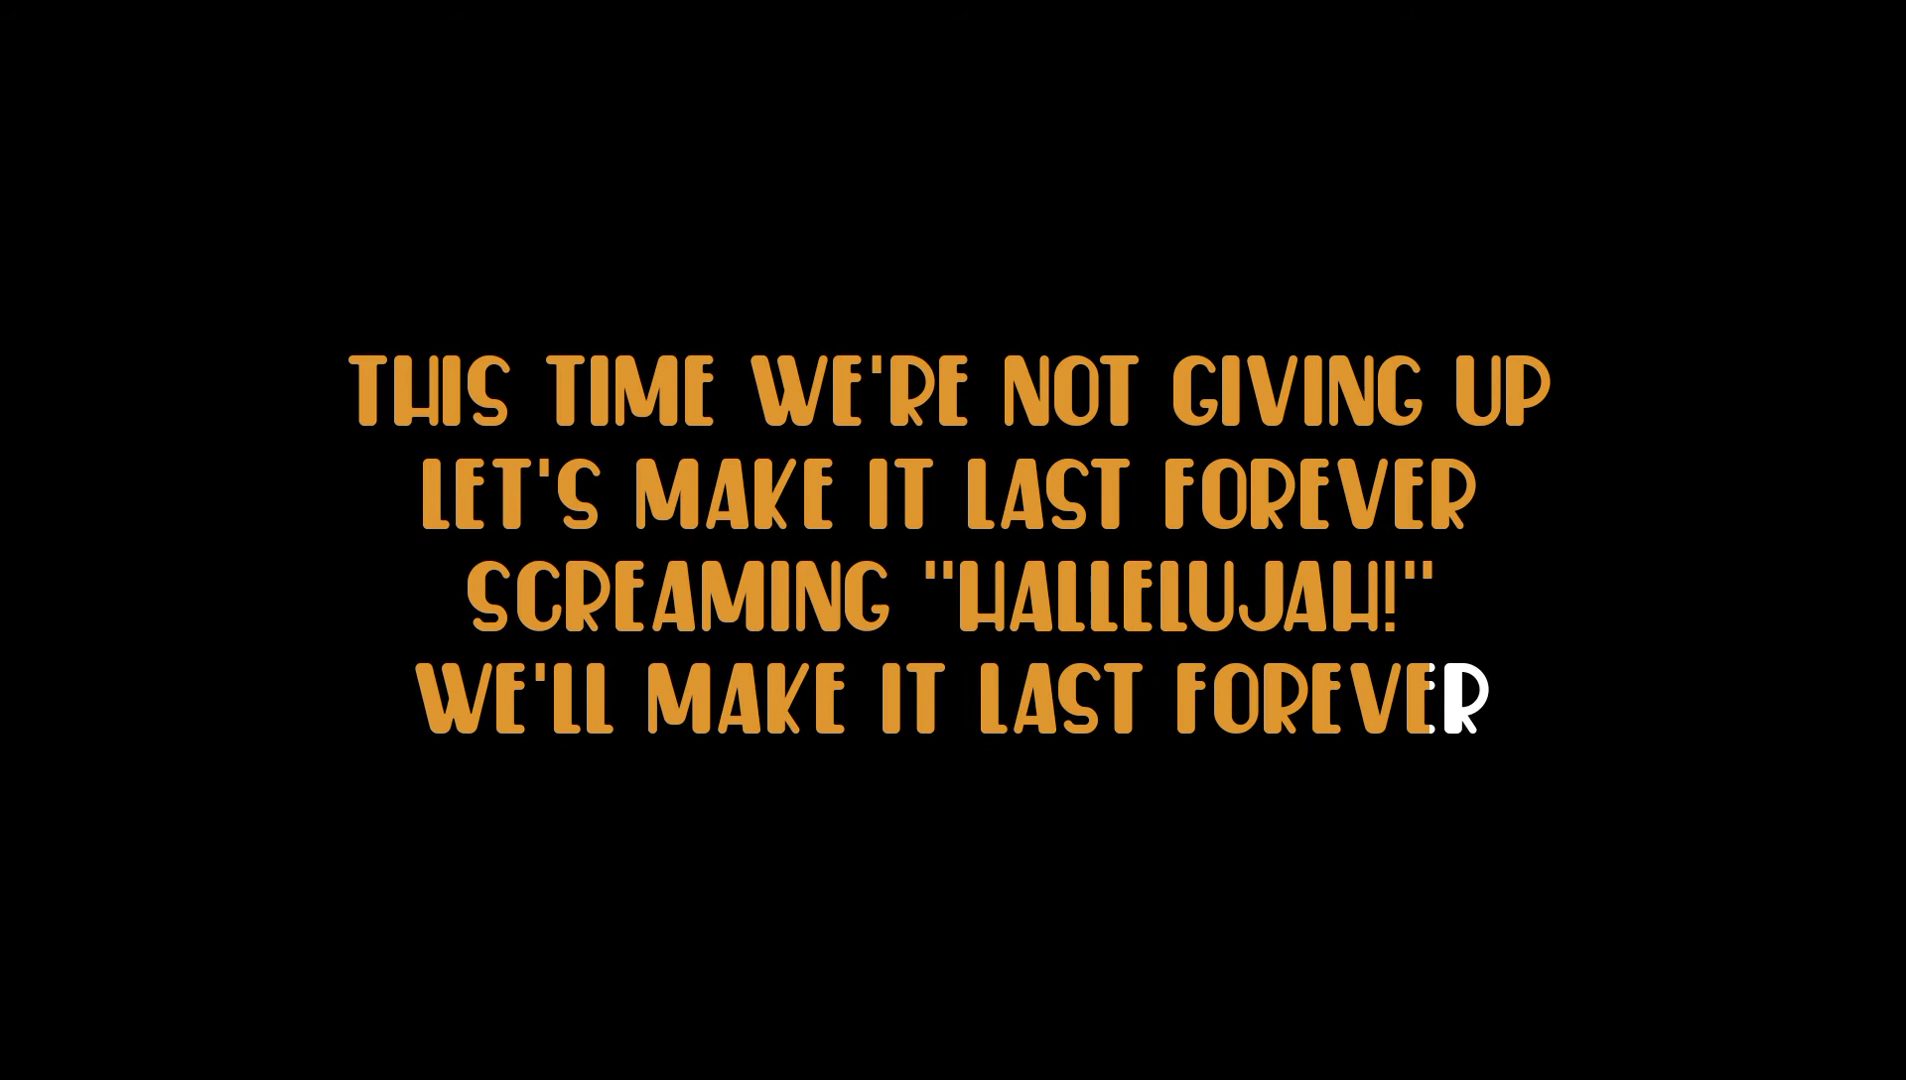 THIS TIME WE'RE NOT GIVING UP
LET'S MAKE IT LAST FOREVER
SCREAMING "HALLELUJAH!"
WE'LL MAKE IT LAST FOREVER